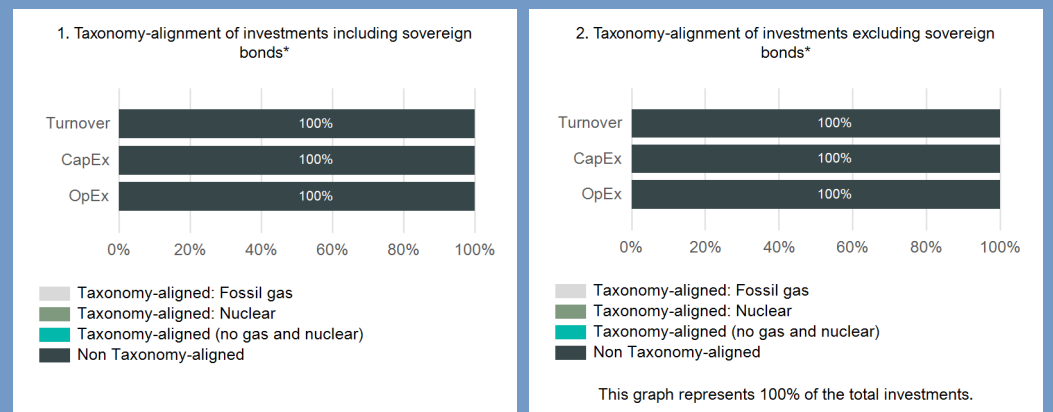 1. Taxonomy-alignment of investments including sovereign
bonds*
Turnover
100%
CapEx
100%
OpEx
100%
0% 20% 40% 60% 80% 100%
Taxonomy-aligned: Fossil gas
Taxonomy-aligned: Nuclear
Taxonomy-aligned (no gas and nuclear)
Non Taxonomy-aligned
2. Taxonomy-alignment of investments excluding sovereign
bonds*
Turnover
100%
CapEx
100%
OpEx
100%
0% 20% 40% 60% 80% 100%
Taxonomy-aligned: Fossil gas
Taxonomy-aligned: Nuclear
Taxonomy-aligned (no gas and nuclear)
Non Taxonomy-aligned
This graph represents 100% of the total investments.